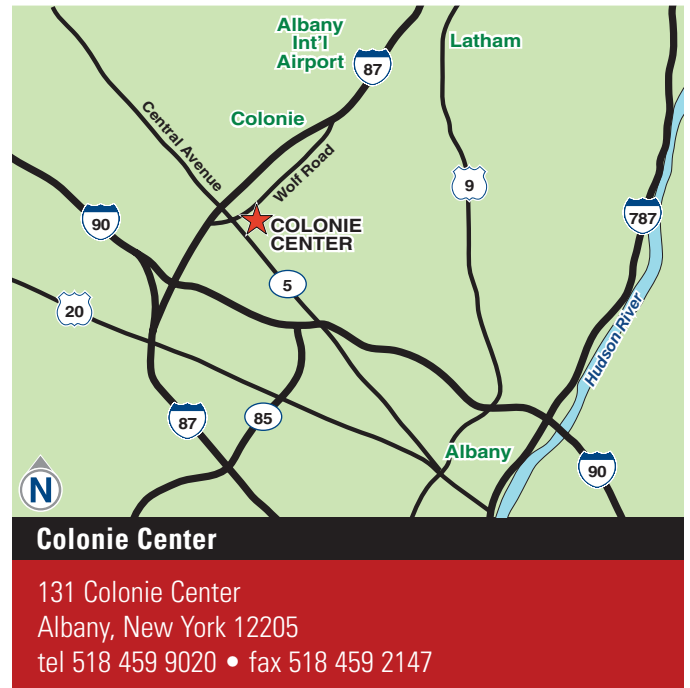 Albany
Int'l
Airport
Latham
87
Colonie
Central Avenue
Wolf Road
9
90
COLONIE
CENTER
787
5
20
Hudson River
87
85
Albany
90
N
Colonie Center
131 Colonie Center
Albany, New York 12205
tel 518 459 9020 • fax 518 459 2147